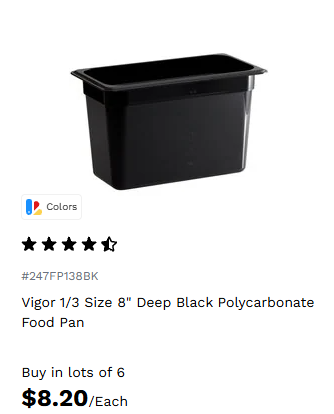 Colors
#247FP138BK
Vigor 1/3 Size 8" Deep Black Polycarbonate
Food Pan
Buy in lots of 6
$8.20/Each